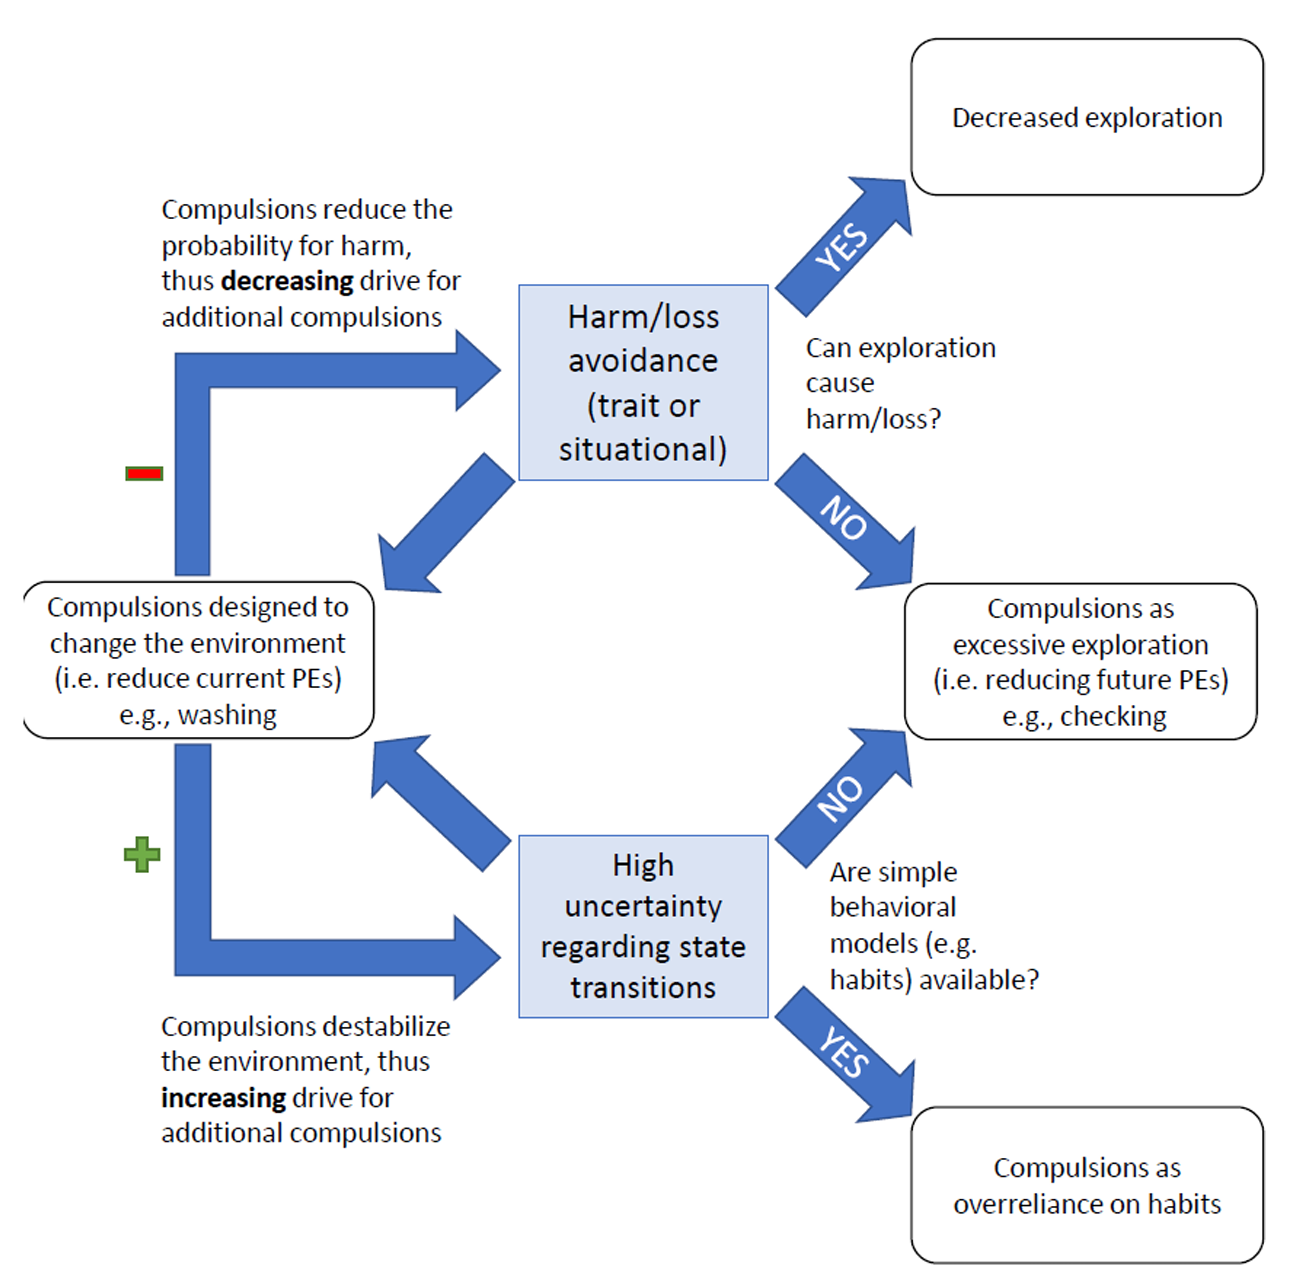 Decreased exploration
Compulsions reduce the
probability for harm,
thus decreasing drive for
additional compulsions
YES
Harm/loss
avoidance
(trait or
situational)
Can exploration
cause
harm/loss?
NO
Compulsions designed to
change the environment
(i.e. reduce current PEs)
e.g., washing
Compulsions as
excessive exploration
(i.e. reducing future PEs)
e.g., checking
NO
High
uncertainty
regarding state
transitions
Are simple
behavioral
models (e.g.
habits) available?
YES
Compulsions destabilize
the environment, thus
increasing drive for
additional compulsions
Compulsions as
overreliance on habits